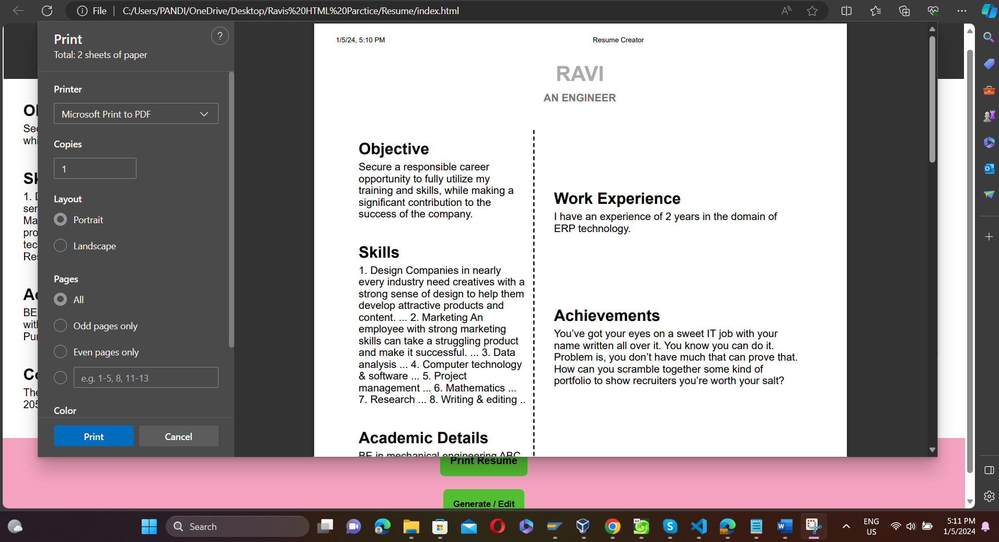 File
C:/Users/PANDI/OneDrive/Desktop/Ravis%20HTML%20Parctice/Resume/index.html
Print
?
Total: 2 sheets of paper
Printer
Microsoft Print to PDF
Copies
1
Layout
Portrait
Landscape
Pages
All
Odd pages only
Even pages only
e.g. 1-5, 8, 11-13
Color
Print
Cancel
1/5/24, 5:10 PM
Resume Creator
RAVI
AN ENGINEER
Objective
Secure a responsible career
opportunity to fully utilize my
training and skills, while making a
significant contribution to the
success of the company.
Skills
1. Design Companies in nearly
every industry need creatives with a
strong sense of design to help them
develop attractive products and
content. ... 2. Marketing An
employee with strong marketing
skills can take a struggling product
and make it successful. ... 3. Data
analysis ... 4. Computer technology
& software ... 5. Project
management ... 6. Mathematics ...
7. Research ... 8. Writing & editing ..
Academic Details
BE in mechanical engineering ABC
Work Experience
I have an experience of 2 years in the domain of
ERP technology.
Achievements
You’ve got your eyes on a sweet IT job with your
name written all over it. You know you can do it.
Problem is, you don’t have much that can prove that.
How can you scramble together some kind of
portfolio to show recruiters you’re worth your salt?
Sec
whi
Sk
1. D
ser
Ma
pro
tec
Res
Ac
BE
with
Pur
Co
The
205
Print Resume
Generate / Edit
Search
64
ENG
US
5:11 PM
1/5/2024